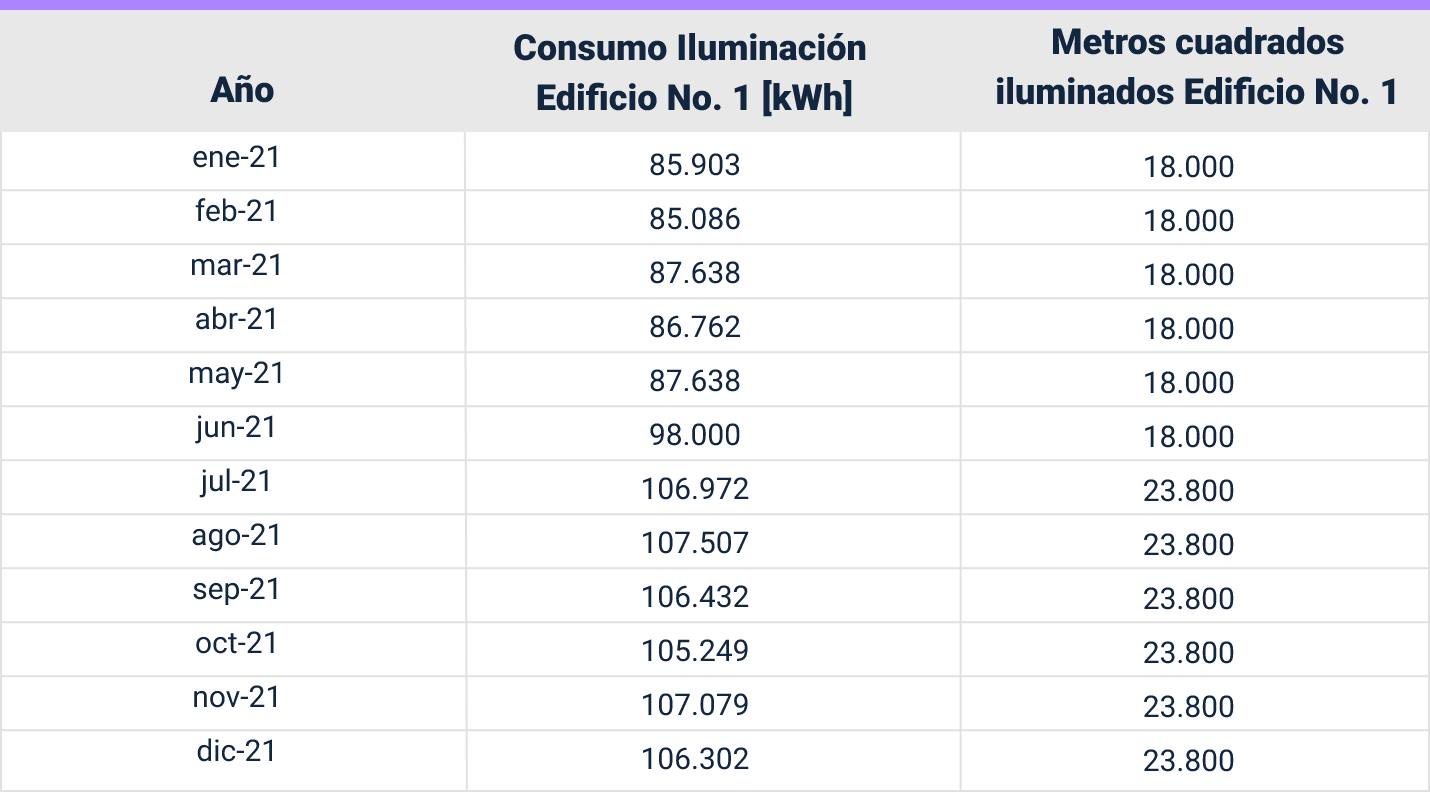 Año
Consumo Iluminación
Edificio No. 1 [kWh]
Metros cuadrados
iluminados Edificio No. 1
ene-21 85.903 18.000
feb-21 85.086 18.000
mar-21 87.638 18.000
abr-21 86.762 18.000
may-21 87.638 18.000
jun-21 98.000 18.000
jul-21 106.972 23.800
ago-21 107.507 23.800
sep-21 106.432 23.800
oct-21 105.249 23.800
nov-21 107.079 23.800
dic-21 106.302 23.800